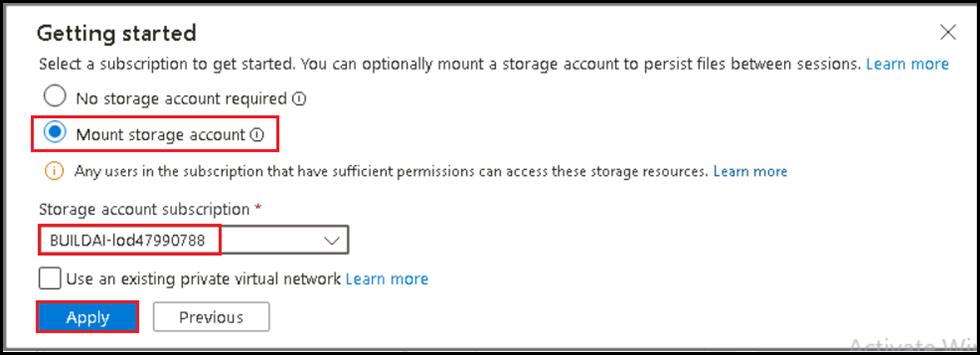 Getting started
Select a subscription to get started. You can optionally mount a storage account to persist files between sessions. Learn more
No storage account required
Mount storage account
Any users in the subscription that have sufficient permissions can access these storage resources. Learn more
Storage account subscription *
BUILDAI-lod47990788
Use an existing private virtual network Learn more
Apply Previous
Activate Win